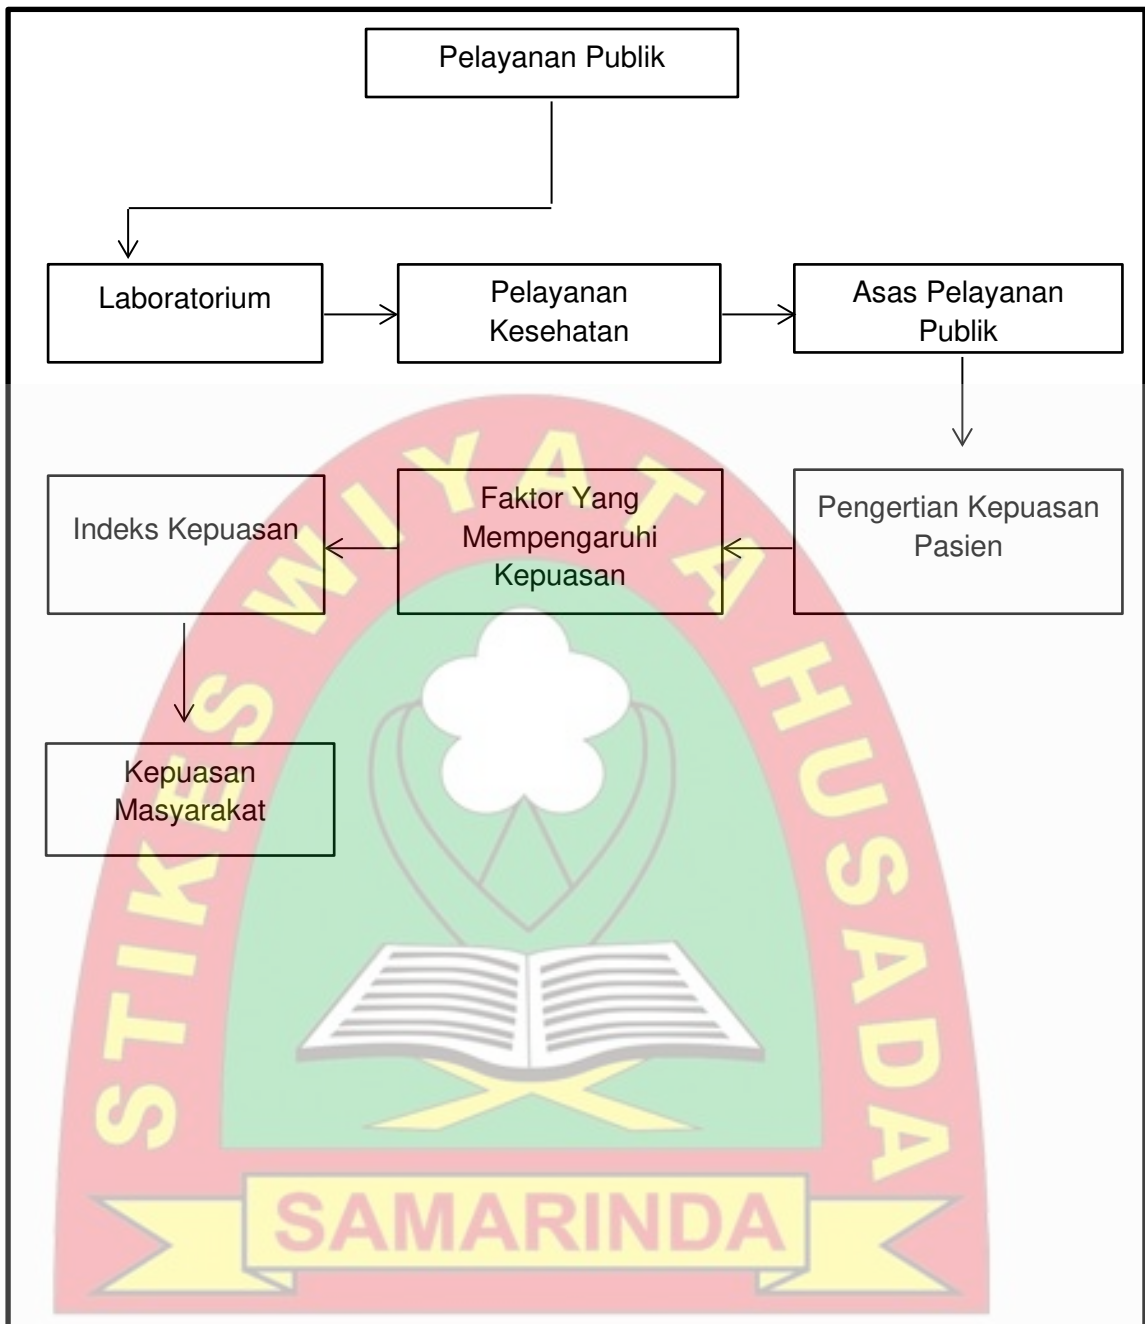 Pelayanan Publik
Laboratorium
Pelayanan
Kesehatan
Asas Pelayanan
Publik
Pengertian Kepuasan
Pasien
Faktor Yang
Mempengaruhi
Kepuasan
Indeks Kepuasan
Kepuasan
Masyarakat
STIKES WIYATA HUSADA
SAMARINDA